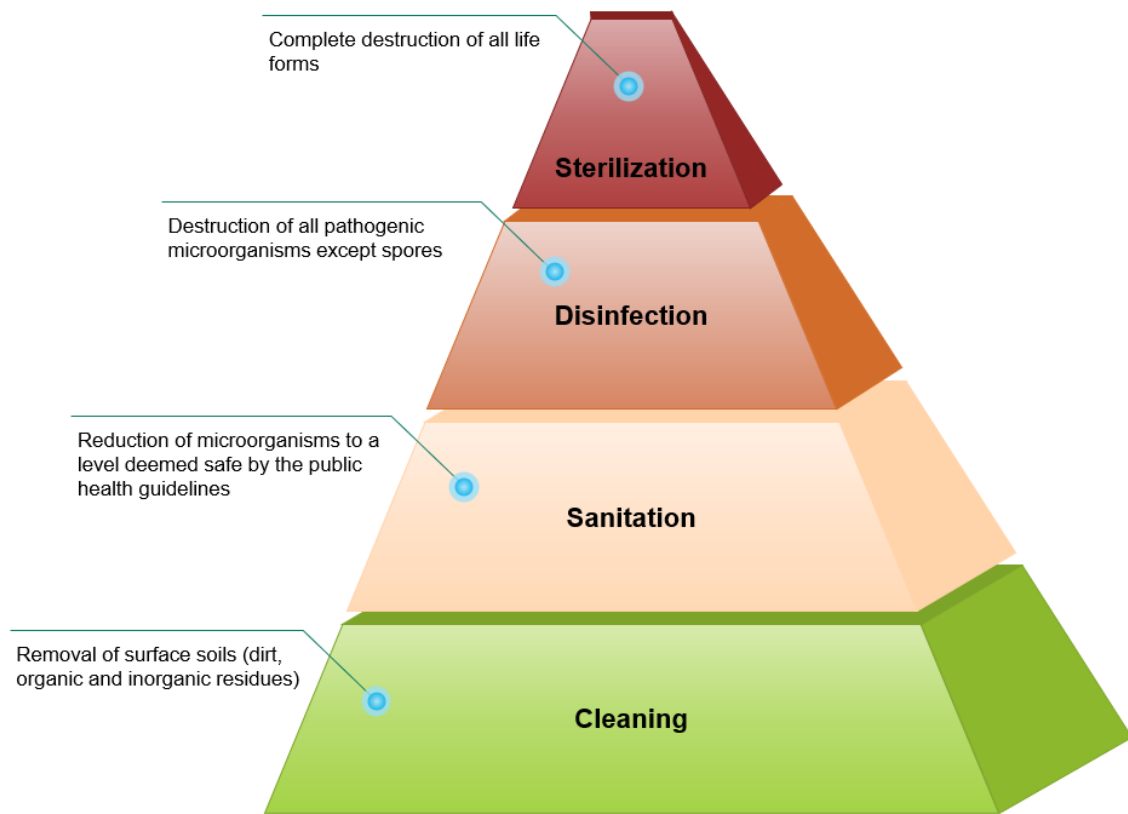 Complete destruction of all life
forms
Sterilization
Destruction of all pathogenic
microorganisms except spores
Disinfection
Reduction of microorganisms to a
level deemed safe by the public
health guidelines
Sanitation
Removal of surface soils (dirt,
organic and inorganic residues)
Cleaning